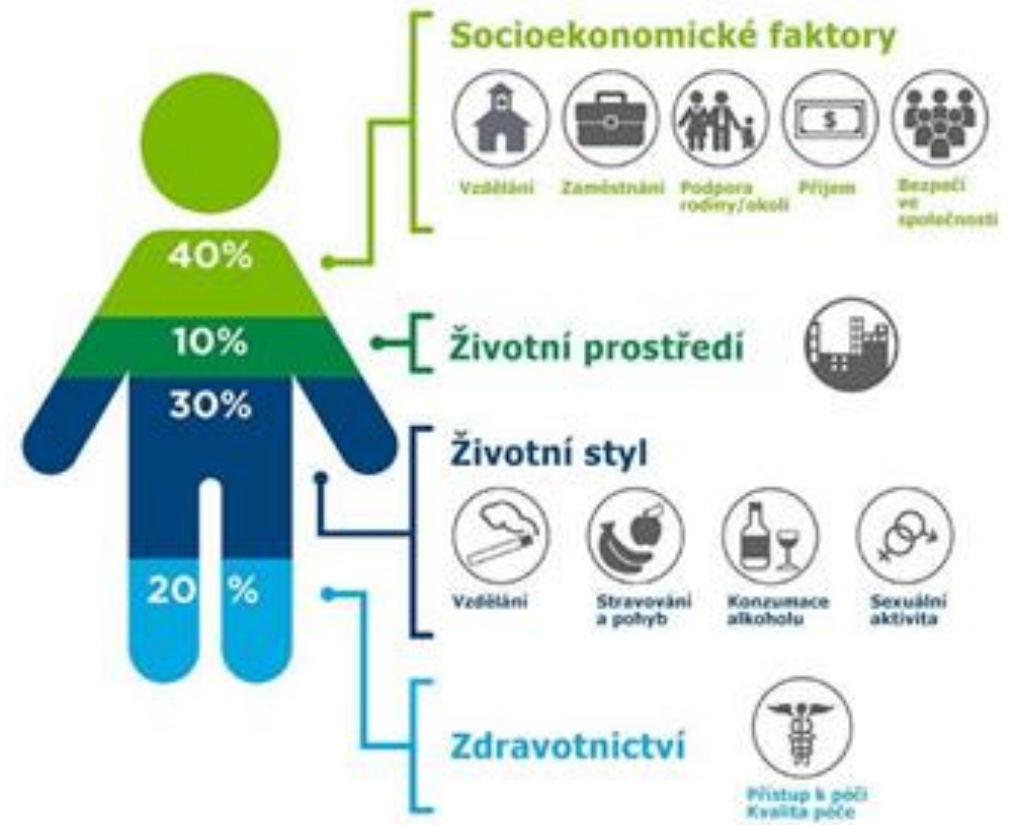 Socioekonomické faktory
$
Vzdělání
Zaměstnání
Podpora
rodiny/okolí
Příjem
Bezpečí
ve
společnosti
40%
10%
Životní prostředí
30%
Životní styl
Vzdělání
Stravování
a pohyb
Konzumace
alkoholu
Sexuální
aktivita
20 %
Zdravotnictví
Přístup k péči
Kvalita péče